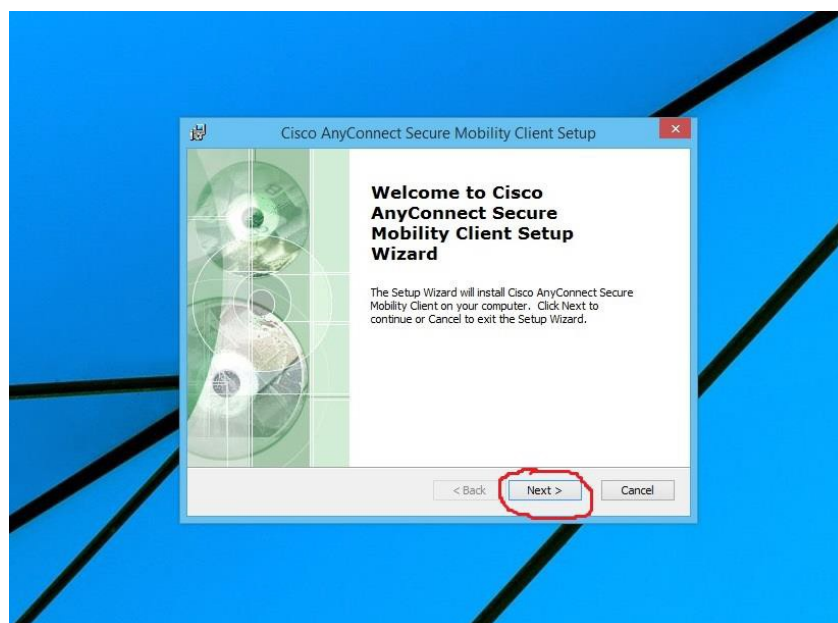 Cisco AnyConnect Secure Mobility Client Setup
Welcome to Cisco
AnyConnect Secure
Mobility Client Setup
Wizard
The Setup Wizard will install Cisco AnyConnect Secure
Mobility Client on your computer. Click Next to
continue or Cancel to exit the Setup Wizard.
< Back Next > Cancel